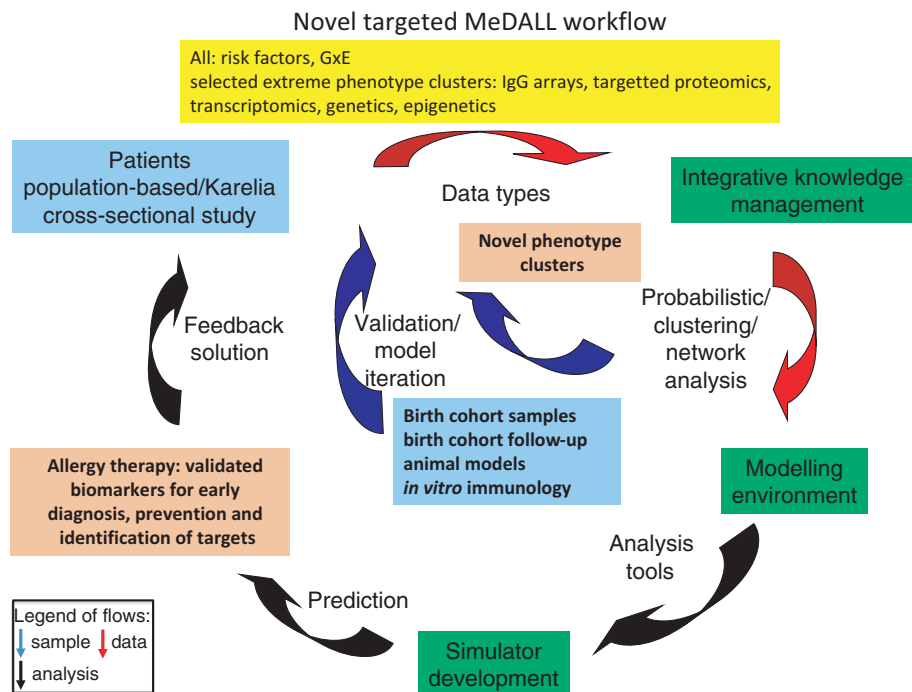 Novel targeted MeDALL workflow
All: risk factors, GxE
selected extreme phenotype clusters: IgG arrays, targetted proteomics,
transcriptomics, genetics, epigenetics
Patients
population-based/Karelia
cross-sectional study
Data types
Integrative knowledge
management
Novel phenotype
clusters
Feedback
solution
Validation/
model
iteration
Probabilistic/
clustering/
network
analysis
Birth cohort samples
birth cohort follow-up
animal models
in vitro immunology
Allergy therapy: validated
biomarkers for early
diagnosis, prevention and
identification of targets
Modelling
environment
Analysis
tools
Prediction
Simulator
development
Legend of flows:
sample data
analysis